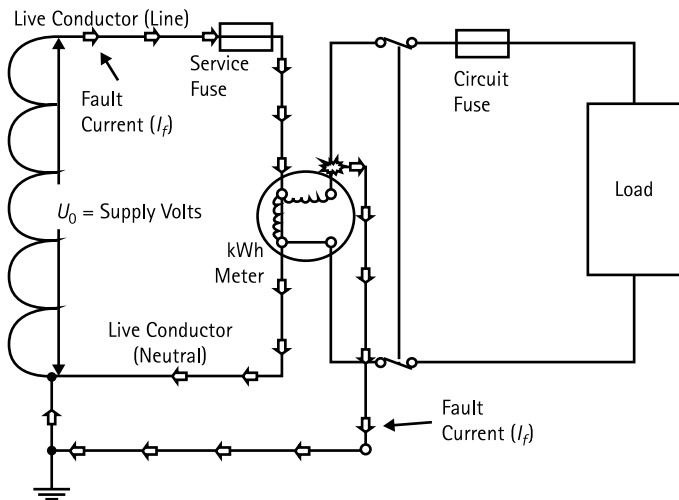 Live Conductor (Line)
Service
Fuse
Circuit
Fuse
Fault
Current (If)
Load
U0 = Supply Volts
kWh
Meter
Live Conductor
(Neutral)
Fault
Current (If)